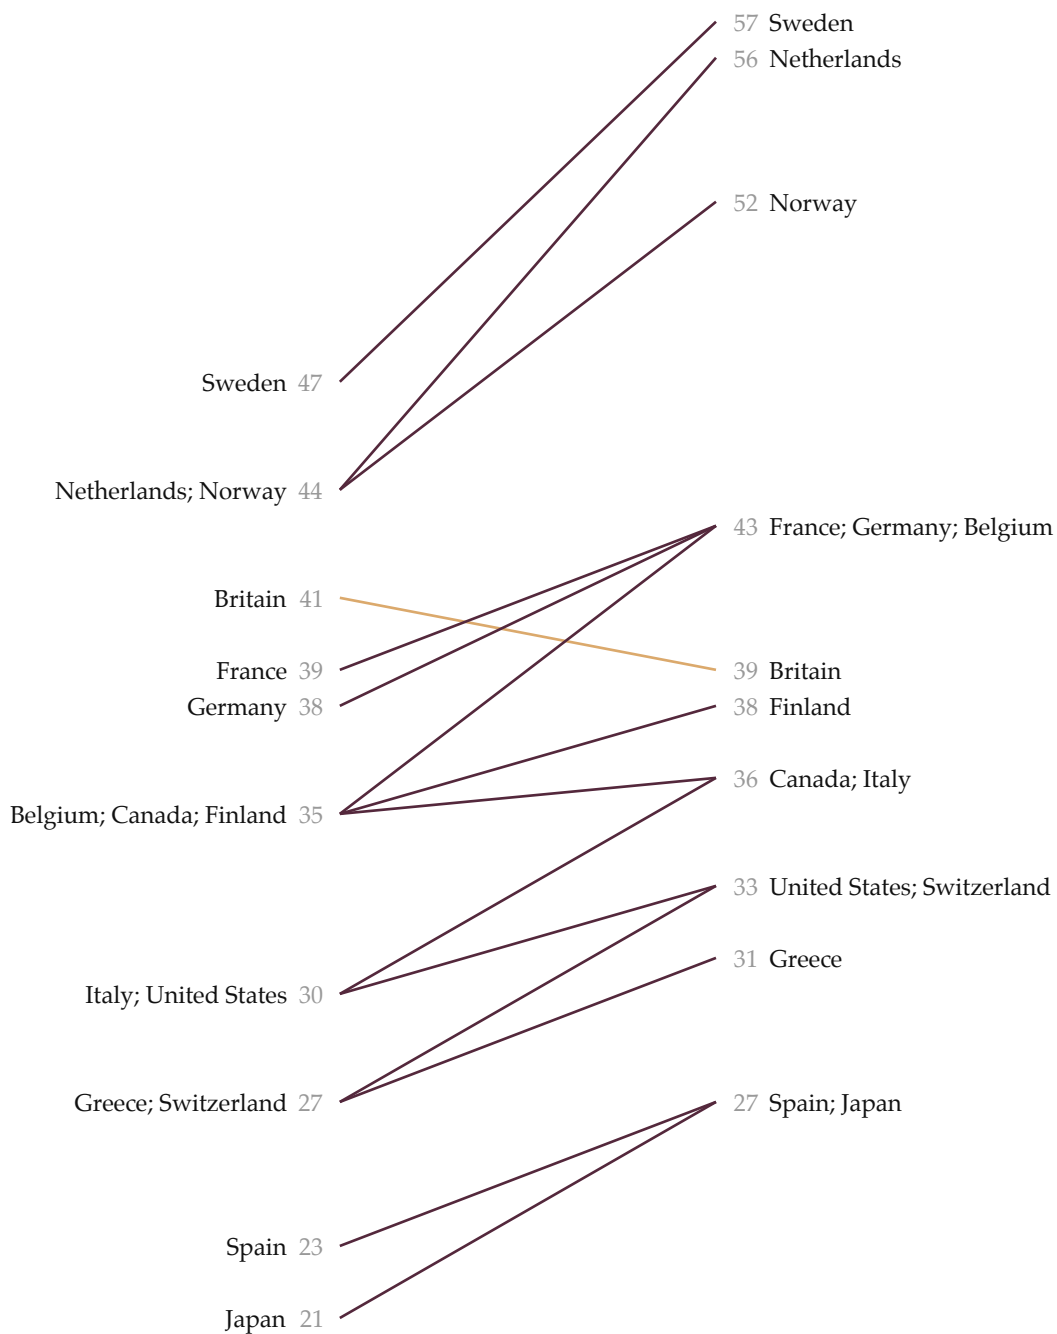 57 Sweden
56 Netherlands
52 Norway
Sweden 47
Netherlands; Norway 44
43 France; Germany; Belgium
Britain 41
France 39
39 Britain
Germany 38
38 Finland
36 Canada; Italy
Belgium; Canada; Finland 35
33 United States; Switzerland
31 Greece
Italy; United States 30
Greece; Switzerland 27
27 Spain; Japan
Spain 23
Japan 21